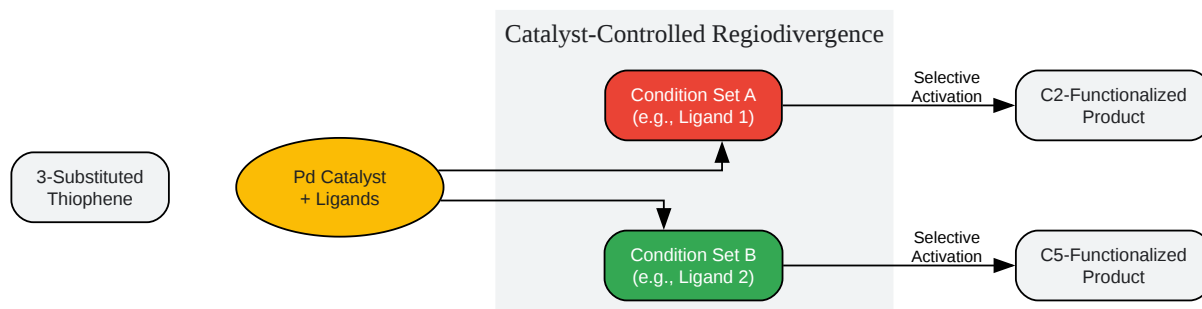 Catalyst-Controlled Regiodivergence
3-Substituted
Thiophene
Pd Catalyst
+ Ligands
Condition Set A
(e.g., Ligand 1)
Selective
Activation
C2-Functionalized
Product
Condition Set B
(e.g., Ligand 2)
Selective
Activation
C5-Functionalized
Product